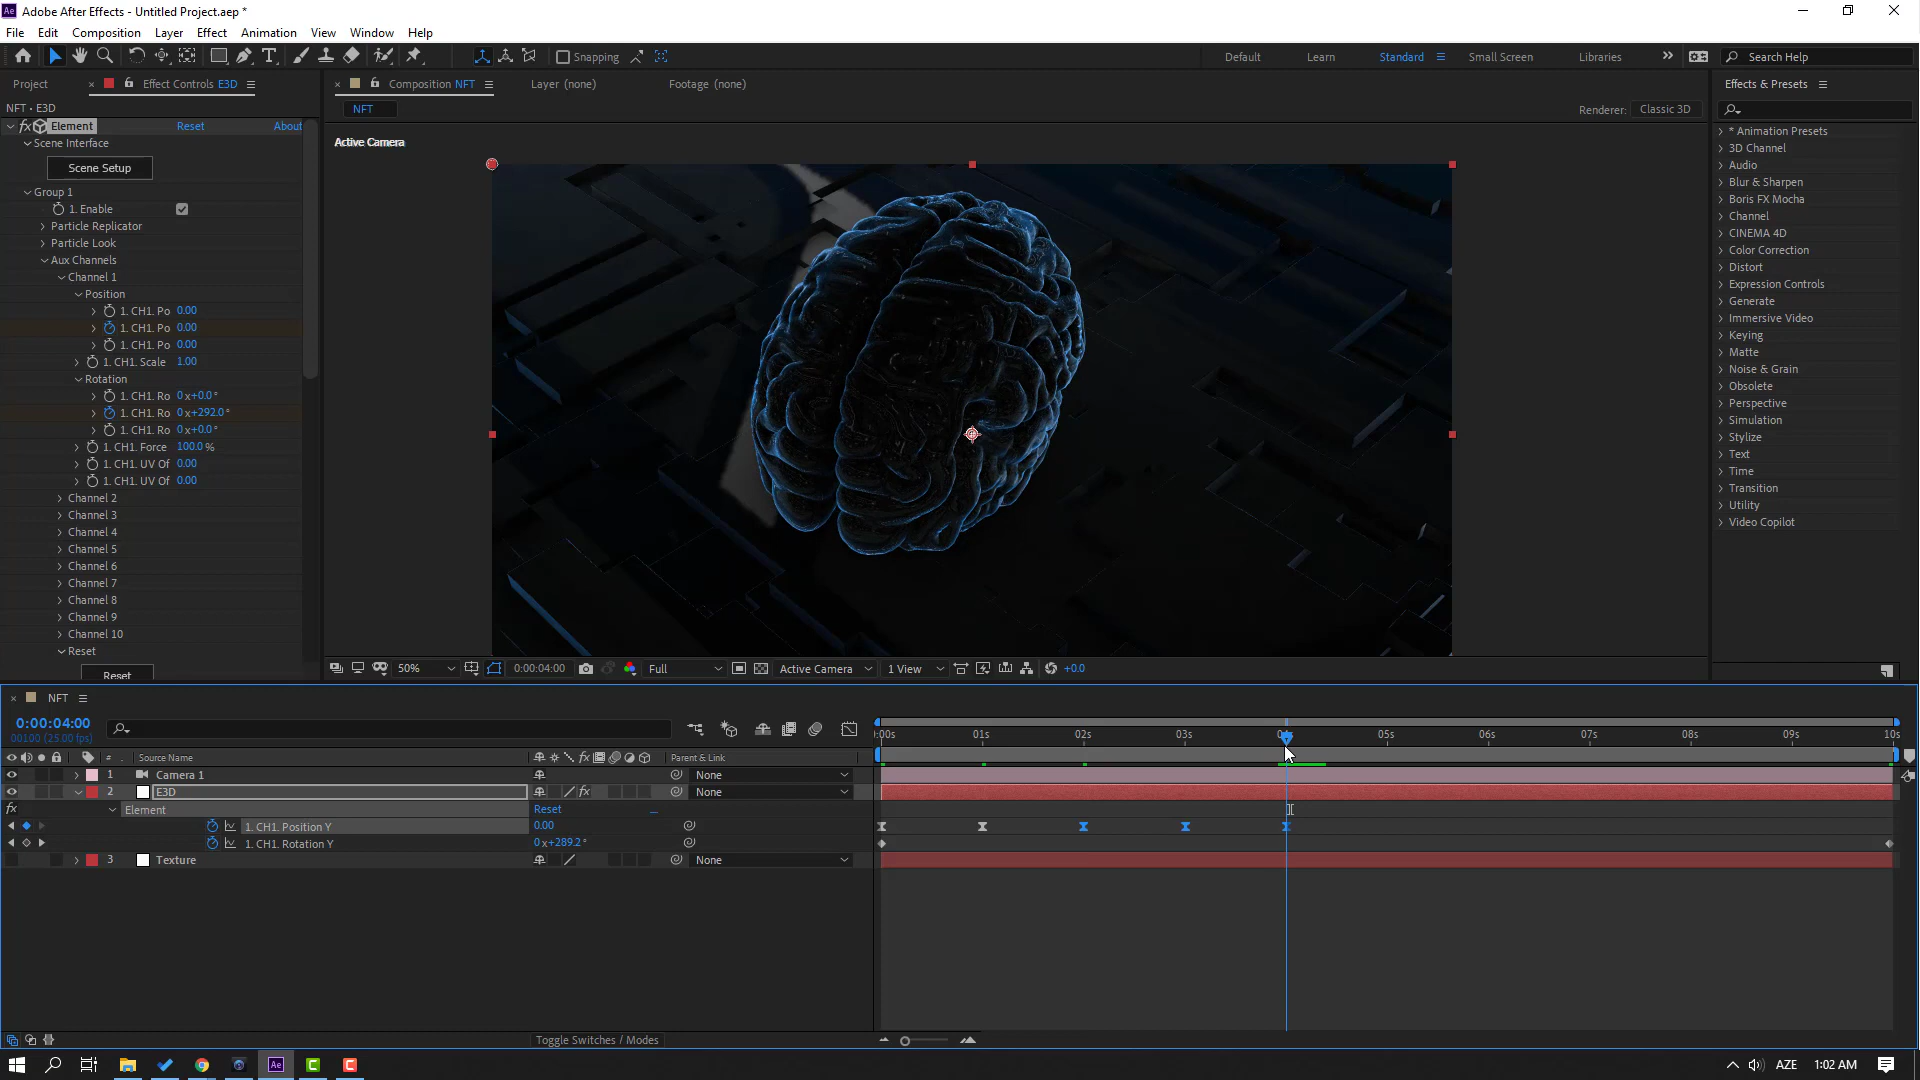 Adobe After Effects - Untitled Project.aep *
File Edit Composition Layer Effect Animation View Window Help
Snapping
Default Learn Standard Small Screen Libraries Search Help
Project Effect Controls E3D
Composition NFT Layer (none) Footage (none)
Effects & Presets
NFT • E3D
NFT
Renderer: Classic 3D
Element Reset About
Scene Interface
Scene Setup
Group 1
1. Enable
Particle Replicator
Particle Look
Aux Channels
Channel 1
Position
1. CH1. Po 0.00
1. CH1. Po 0.00
1. CH1. Po 0.00
1. CH1. Scale 1.00
Rotation
1. CH1. Ro 0x+0.0°
1. CH1. Ro 0x+292.0°
1. CH1. Ro 0x+0.0°
1. CH1. Force 100.0 %
1. CH1. UV Of 0.00
1. CH1. UV Of 0.00
Channel 2
Channel 3
Channel 4
Channel 5
Channel 6
Channel 7
Channel 8
Channel 9
Channel 10
Reset
Reset
Active Camera
50% 0:00:04:00 Full Active Camera 1 View +0.0
* Animation Presets
3D Channel
Audio
Blur & Sharpen
Boris FX Mocha
Channel
CINEMA 4D
Color Correction
Distort
Expression Controls
Generate
Immersive Video
Keying
Matte
Noise & Grain
Obsolete
Perspective
Simulation
Stylize
Text
Time
Transition
Utility
Video Copilot
NFT
0:00:04:00
00100 (25.00 fps)
:00s 01s 02s 03s 05s 06s 07s 08s 09s 10s
# Source Name Parent & Link
1 Camera 1 None
2 E3D None
Element Reset
1. CH1. Position Y 0.00
1. CH1. Rotation Y 0x+289.2°
3 Texture None
Toggle Switches / Modes
AZE 1:02 AM